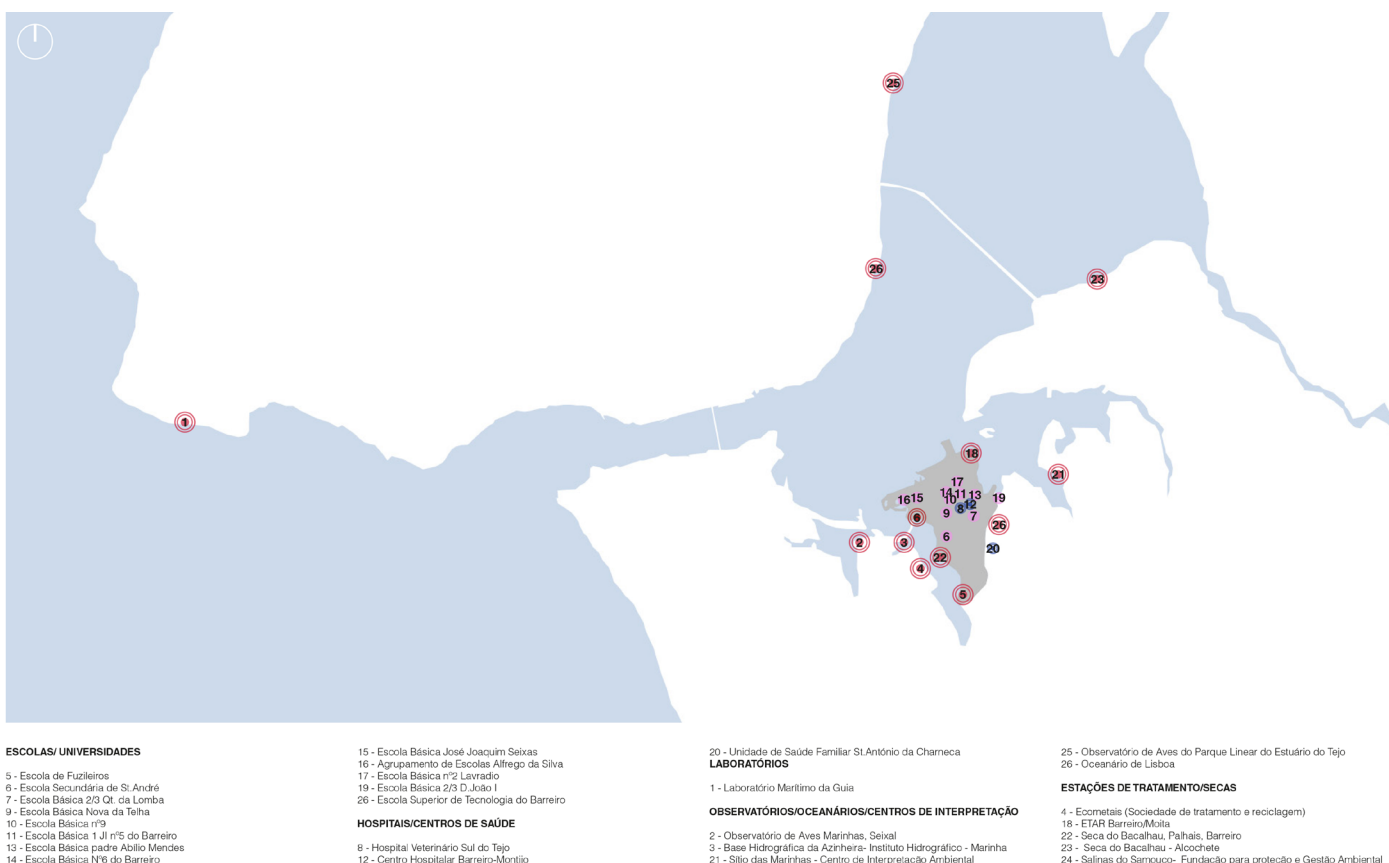 25
26
23
1
18
21
17
14 11 13
10
12
16 15
19
8
9
7
6
26
6
2
3
20
22
4
5
ESCOLAS/ UNIVERSIDADES
5 - Escola de Fuzileiros
6 - Escola Secundária de St.André
7 - Escola Básica 2/3 Qt. da Lomba
9 - Escola Básica Nova da Telha
10 - Escola Básica nº9
11 - Escola Básica 1 JI nº5 do Barreiro
13 - Escola Básica padre Abílio Mendes
14 - Escola Básica Nº6 do Barreiro
15 - Escola Básica José Joaquim Seixas
16 - Agrupamento de Escolas Alfrego da Silva
17 - Escola Básica nº2 Lavradio
19 - Escola Básica 2/3 D.João I
26 - Escola Superior de Tecnologia do Barreiro
HOSPITAIS/CENTROS DE SAÚDE
8 - Hospital Veterinário Sul do Tejo
12 - Centro Hospitalar Barreiro-Montijo
20 - Unidade de Saúde Familiar St.António da Charneca
LABORATÓRIOS
1 - Laboratório Marítimo da Guia
OBSERVATÓRIOS/OCEANÁRIOS/CENTROS DE INTERPRETAÇÃO
2 - Observatório de Aves Marinhas, Seixal
3 - Base Hidrográfica da Azinheira- Instituto Hidrográfico - Marinha
21 - Sítio das Marinhas - Centro de Interpretação Ambiental
25 - Observatório de Aves do Parque Linear do Estuário do Tejo
26 - Oceanário de Lisboa
ESTAÇÕES DE TRATAMENTO/SECAS
4 - Ecometais (Sociedade de tratamento e reciclagem)
18 - ETAR Barreiro/Moita
22 - Seca do Bacalhau, Palhais, Barreiro
23 - Seca do Bacalhau - Alcochete
24 - Salinas do Samouco- Fundação para proteção e Gestão Ambiental